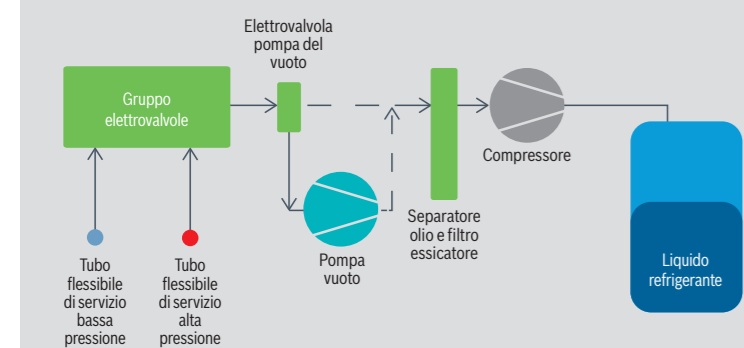 Elettrovalvola
pompa del
vuoto
Gruppo
elettrovalvole
Compressore
Separatore
olio e filtro
essicatore
Pompa
vuoto
Liquido
refrigerante
Tubo
flessibile
di servizio
bassa
pressione
Tubo
flessibile
di servizio
alta
pressione